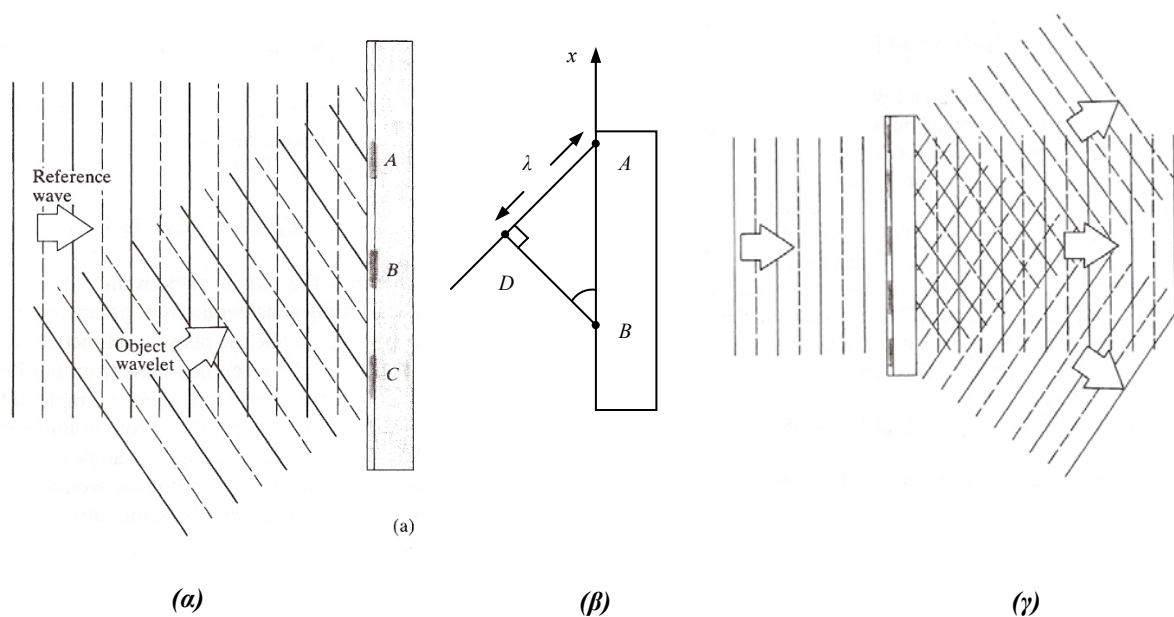 Reference
wave
Object
wavelet
A
B
C
(a)
x
λ
A
D
B
(α)
(β)
(γ)